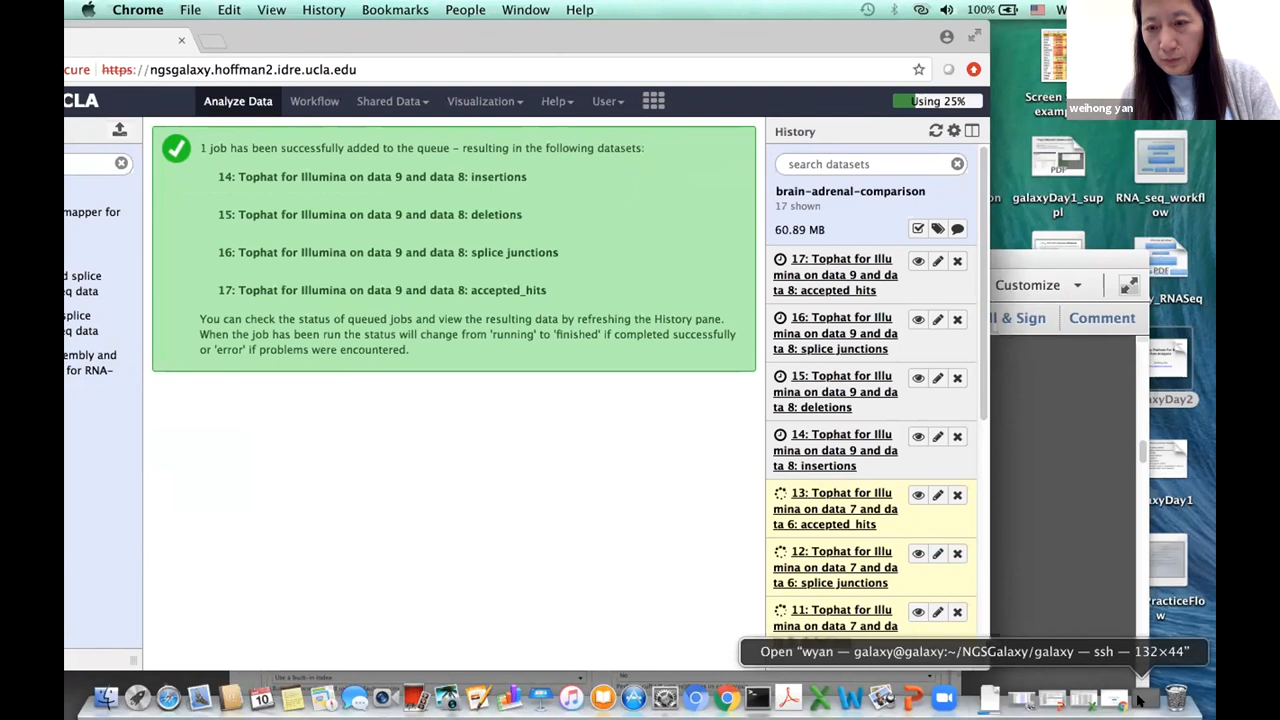 Chrome File Edit View History Bookmarks People Window Help 100%
weihong yan
cure https://ngsgalaxy.hoffman2.idre.ucla.edu
CLA Analyze Data Workflow Shared Data Visualization Help User Using 25%
1 job has been successfully added to the queue - resulting in the following datasets:
14: Tophat for Illumina on data 9 and data 8: insertions
15: Tophat for Illumina on data 9 and data 8: deletions
16: Tophat for Illumina on data 9 and data 8: splice junctions
17: Tophat for Illumina on data 9 and data 8: accepted_hits
You can check the status of queued jobs and view the resulting data by refreshing the History pane.
When the job has been run the status will change from 'running' to 'finished' if completed successfully
or 'error' if problems were encountered.
mapper for
d splice
q data
splice
q data
embly and
for RNA-
History
search datasets
brain-adrenal-comparison
17 shown
60.89 MB
17: Tophat for Illu
mina on data 9 and da
ta 8: accepted_hits
16: Tophat for Illu
mina on data 9 and da
ta 8: splice junctions
15: Tophat for Illu
mina on data 9 and da
ta 8: deletions
14: Tophat for Illu
mina on data 9 and da
ta 8: insertions
13: Tophat for Illu
mina on data 7 and da
ta 6: accepted_hits
12: Tophat for Illu
mina on data 7 and da
ta 6: splice junctions
11: Tophat for Illu
mina on data 7 and da
Customize
ll & Sign Comment
Screen
exam
PDF
galaxyDay1_sup
pl
RNA_seq_workfl
ow
PDF
y_RNASeq
axyDay2
axyDay1
PracticeFlo
w
Open “wyan — galaxy@galaxy:~/NGSGalaxy/galaxy — ssh — 132×44”
Use a built-in index
No
10